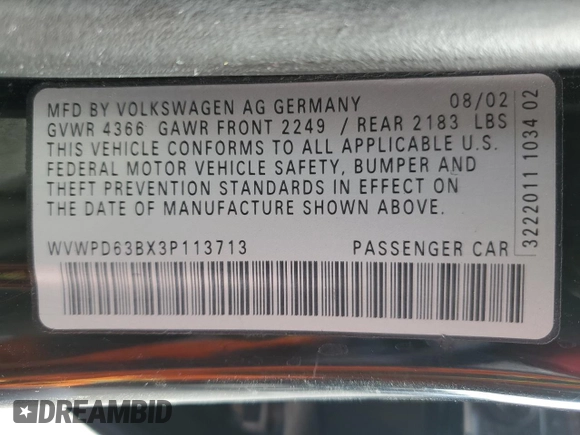 MFD BY VOLKSWAGEN AG GERMANY 08/02
GVWR 4366 GAWR FRONT 2249 / REAR 2183 LBS
THIS VEHICLE CONFORMS TO ALL APPLICABLE U.S.
FEDERAL MOTOR VEHICLE SAFETY, BUMPER AND
THEFT PREVENTION STANDARDS IN EFFECT ON
THE DATE OF MANUFACTURE SHOWN ABOVE.
WVWPD63BX3P113713 PASSENGER CAR
3222011 1034 02
DREAMBID